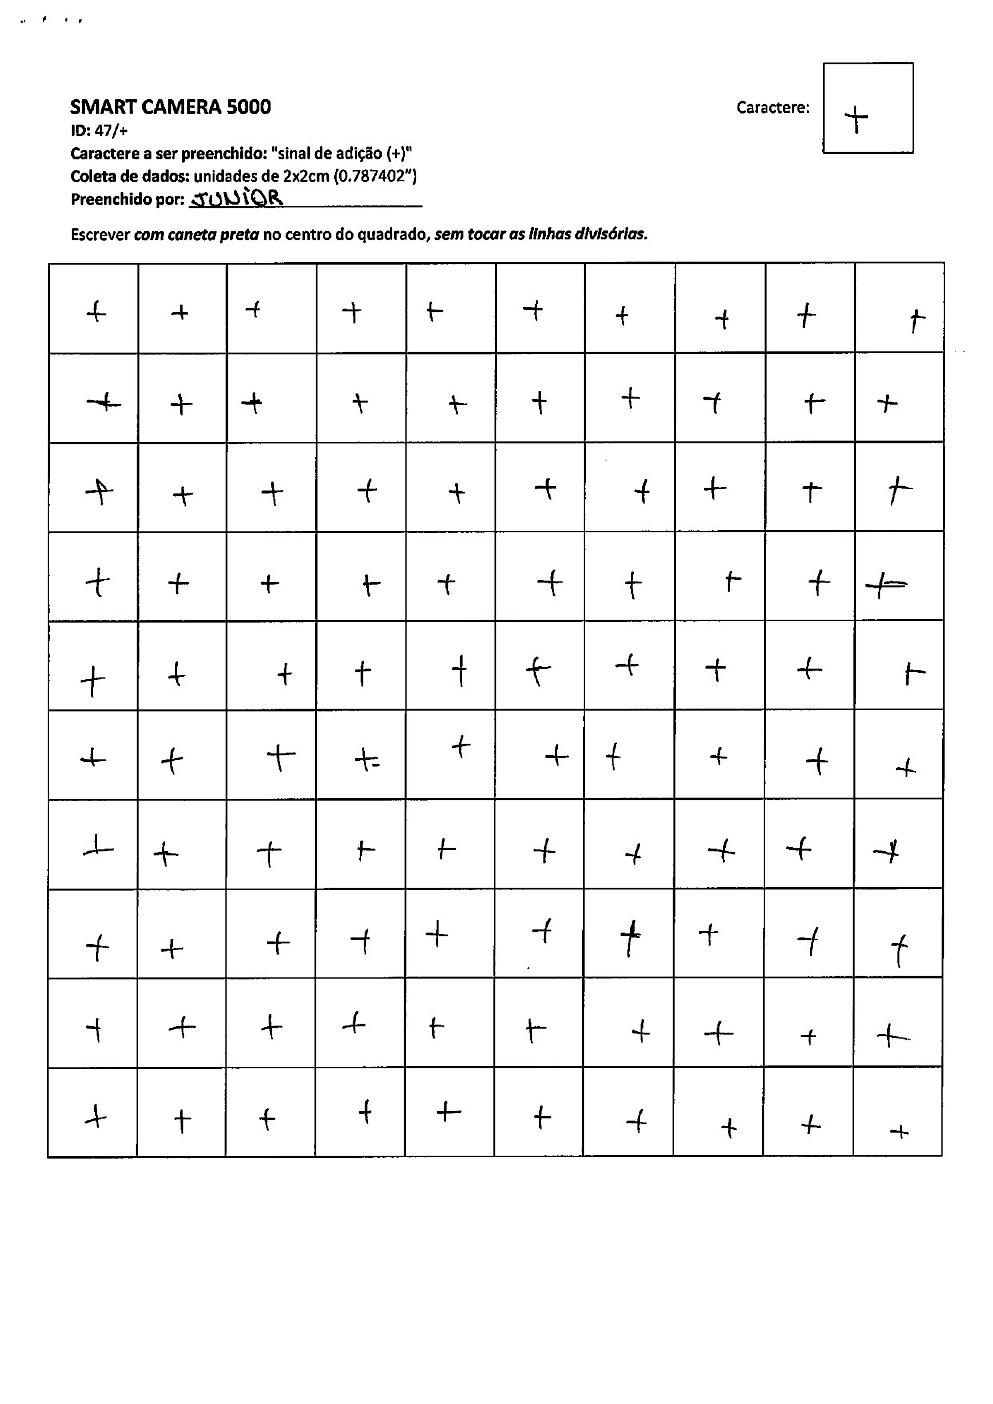 SMART CAMERA 5000
Caractere: +
ID: 47/+
Caractere a ser preenchido: "sinal de adição (+)"
Coleta de dados: unidades de 2x2cm (0.787402")
Preenchido por: JUNIOR
Escrever com caneta preta no centro do quadrado, sem tocar as linhas divisórias.
+ + + + + + + + + +
+ + + + + + + + + +
+ + + + + + + + + +
+ + + + + + + + + +
+ + + + + + + + + +
+ + + + + + + + + +
+ + + + + + + + + +
+ + + + + + + + + +
+ + + + + + + + + +
+ + + + + + + + + +